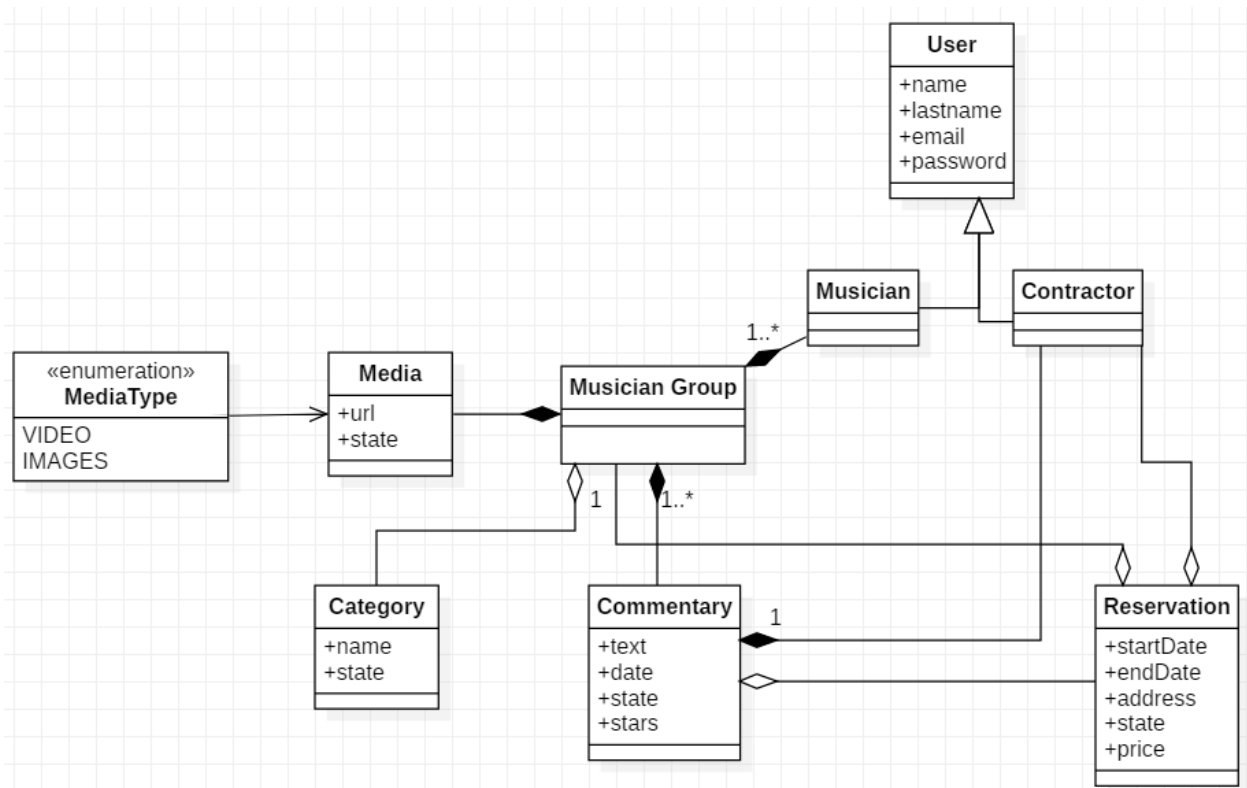 User
+name
+lastname
+email
+password
Musician
Contractor
1..*
«enumeration»
MediaType
VIDEO
IMAGES
Media
+url
+state
Musician Group
1
1..*
Category
+name
+state
Commentary
+text
+date
+state
+stars
1
Reservation
+startDate
+endDate
+address
+state
+price